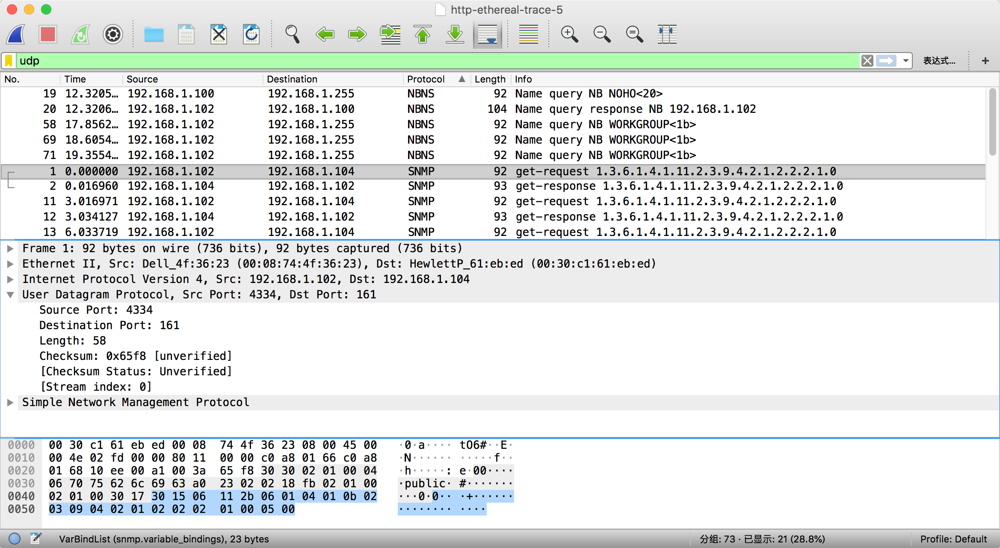 http-ethereal-trace-5
udp
表达式... +
No. Time Source Destination Protocol Length Info
19 12.3205… 192.168.1.100 192.168.1.255 NBNS 92 Name query NB NOHO<20>
20 12.3206… 192.168.1.102 192.168.1.100 NBNS 104 Name query response NB 192.168.1.102
58 17.8562… 192.168.1.102 192.168.1.255 NBNS 92 Name query NB WORKGROUP<1b>
69 18.6054… 192.168.1.102 192.168.1.255 NBNS 92 Name query NB WORKGROUP<1b>
71 19.3554… 192.168.1.102 192.168.1.255 NBNS 92 Name query NB WORKGROUP<1b>
1 0.000000 192.168.1.102 192.168.1.104 SNMP 92 get-request 1.3.6.1.4.1.11.2.3.9.4.2.1.2.2.2.1.0
2 0.016960 192.168.1.104 192.168.1.102 SNMP 93 get-response 1.3.6.1.4.1.11.2.3.9.4.2.1.2.2.2.1.0
11 3.016971 192.168.1.102 192.168.1.104 SNMP 92 get-request 1.3.6.1.4.1.11.2.3.9.4.2.1.2.2.2.1.0
12 3.034127 192.168.1.104 192.168.1.102 SNMP 93 get-response 1.3.6.1.4.1.11.2.3.9.4.2.1.2.2.2.1.0
13 6.033719 192.168.1.102 192.168.1.104 SNMP 92 get-request 1.3.6.1.4.1.11.2.3.9.4.2.1.2.2.2.1.0
Frame 1: 92 bytes on wire (736 bits), 92 bytes captured (736 bits)
Ethernet II, Src: Dell_4f:36:23 (00:08:74:4f:36:23), Dst: HewlettP_61:eb:ed (00:30:c1:61:eb:ed)
Internet Protocol Version 4, Src: 192.168.1.102, Dst: 192.168.1.104
User Datagram Protocol, Src Port: 4334, Dst Port: 161
Source Port: 4334
Destination Port: 161
Length: 58
Checksum: 0x65f8 [unverified]
[Checksum Status: Unverified]
[Stream index: 0]
Simple Network Management Protocol
0000 00 30 c1 61 eb ed 00 08 74 4f 36 23 08 00 45 00 ·0·a···· tO6#··E·
0010 00 4e 02 fd 00 00 80 11 00 00 c0 a8 01 66 c0 a8 ·N······ ·····f··
0020 01 68 10 ee 00 a1 00 3a 65 f8 30 30 02 01 00 04 ·h·····: e·00····
0030 06 70 75 62 6c 69 63 a0 23 02 02 18 fb 02 01 00 ·public· #·······
0040 02 01 00 30 17 30 15 06 11 2b 06 01 04 01 0b 02 ···0·0·· ·+······
0050 03 09 04 02 01 02 02 02 01 00 05 00 ········ ····
VarBindList (snmp.variable_bindings), 23 bytes
分组: 73 · 已显示: 21 (28.8%)
Profile: Default